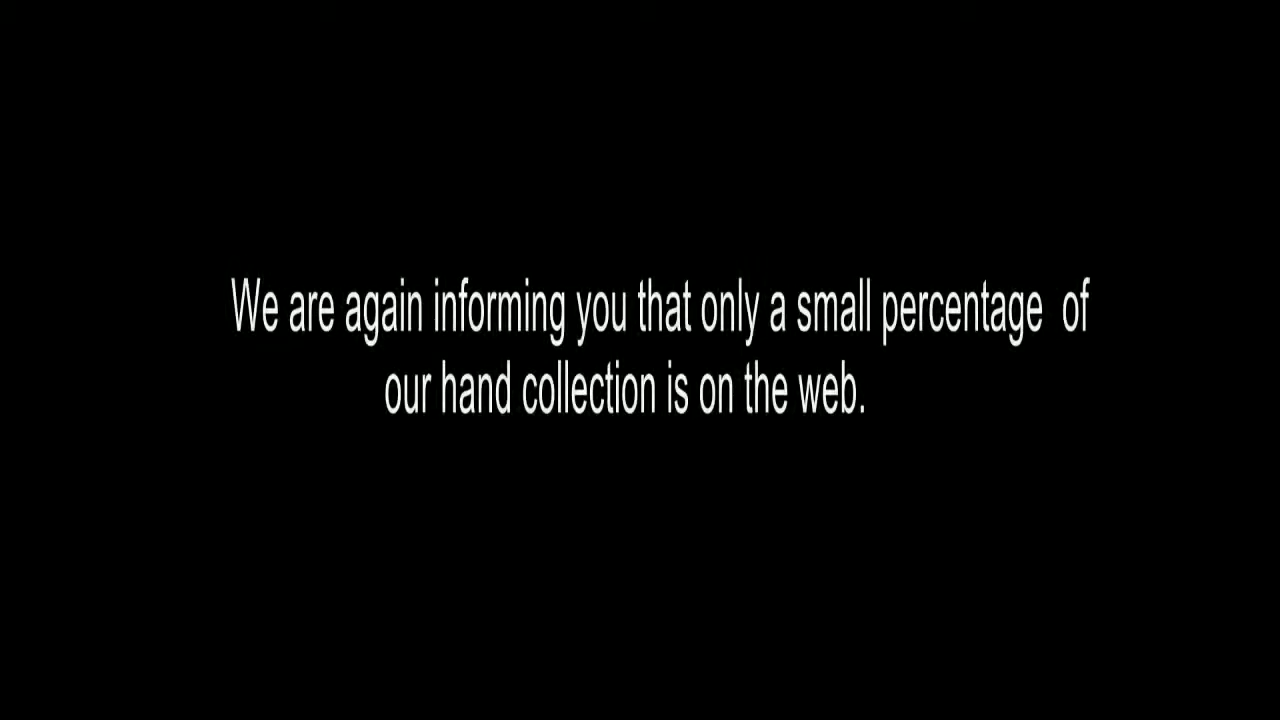 We are again informing you that only a small percentage  of
our hand collection is on the web.